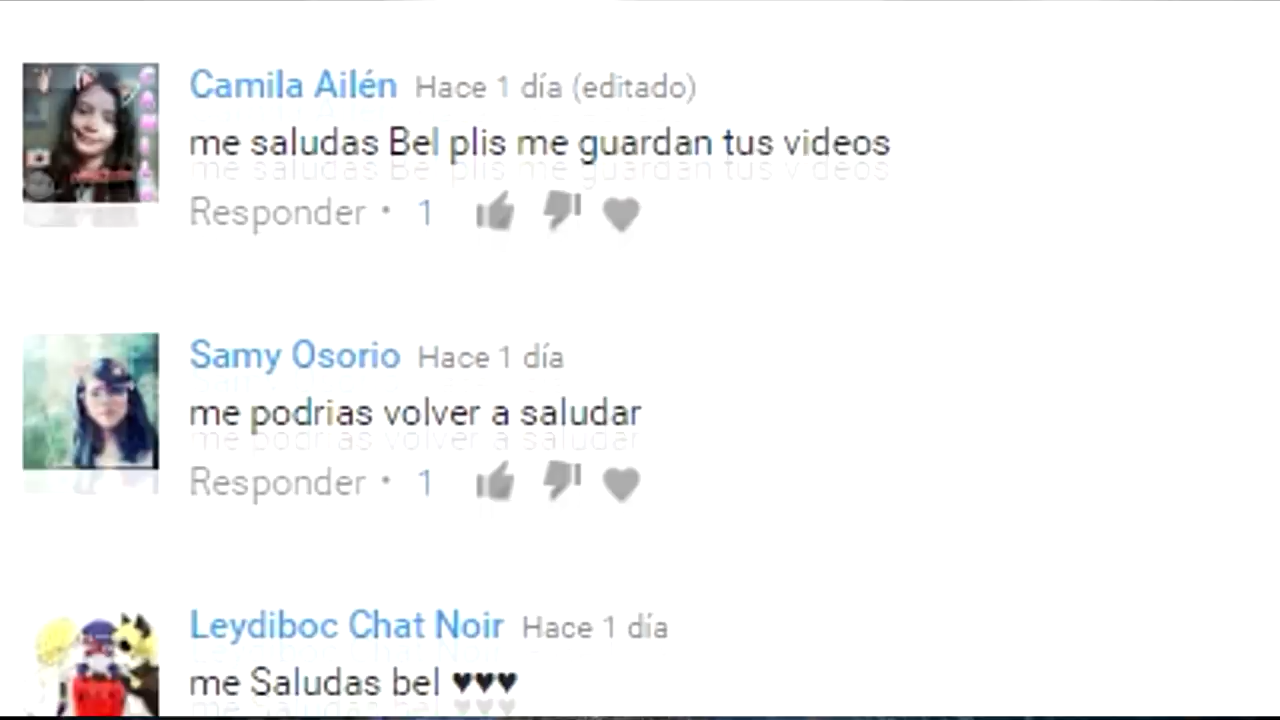 Camila Ailén Hace 1 día (editado)
me saludas Bel plis me guardan tus videos
Responder • 1
Samy Osorio Hace 1 día
me podrias volver a saludar
Responder • 1
Leydiboc Chat Noir Hace 1 día
me Saludas bel ♥♥♥